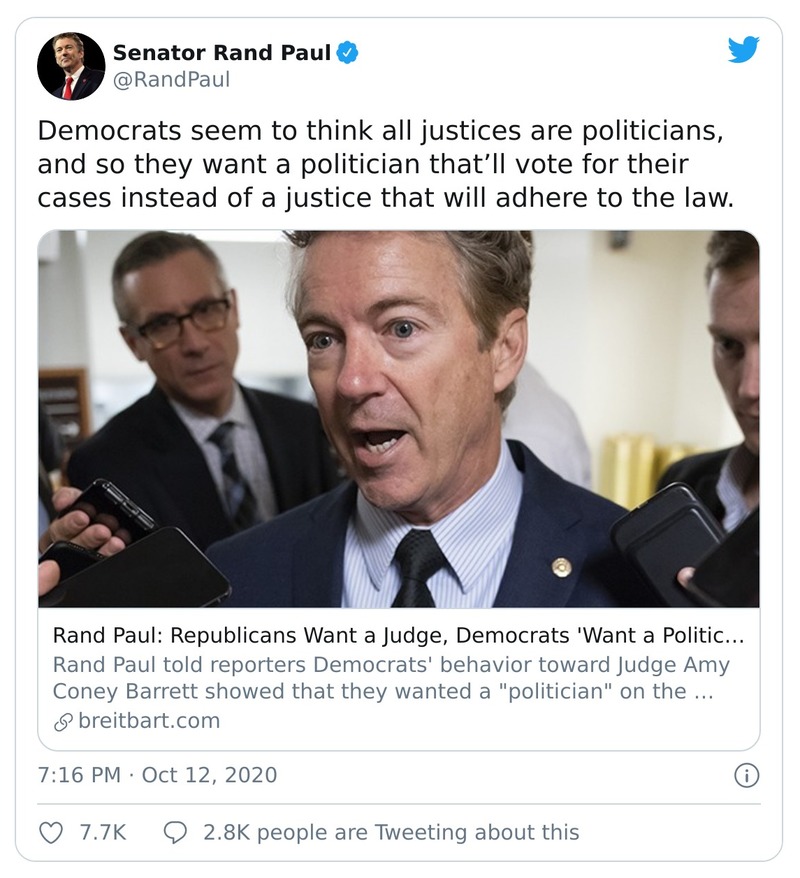 Senator Rand Paul
@RandPaul
Democrats seem to think all justices are politicians,
and so they want a politician that’ll vote for their
cases instead of a justice that will adhere to the law.
Rand Paul: Republicans Want a Judge, Democrats 'Want a Politic...
Rand Paul told reporters Democrats' behavior toward Judge Amy
Coney Barrett showed that they wanted a "politician" on the ...
breitbart.com
7:16 PM · Oct 12, 2020
7.7K 2.8K people are Tweeting about this